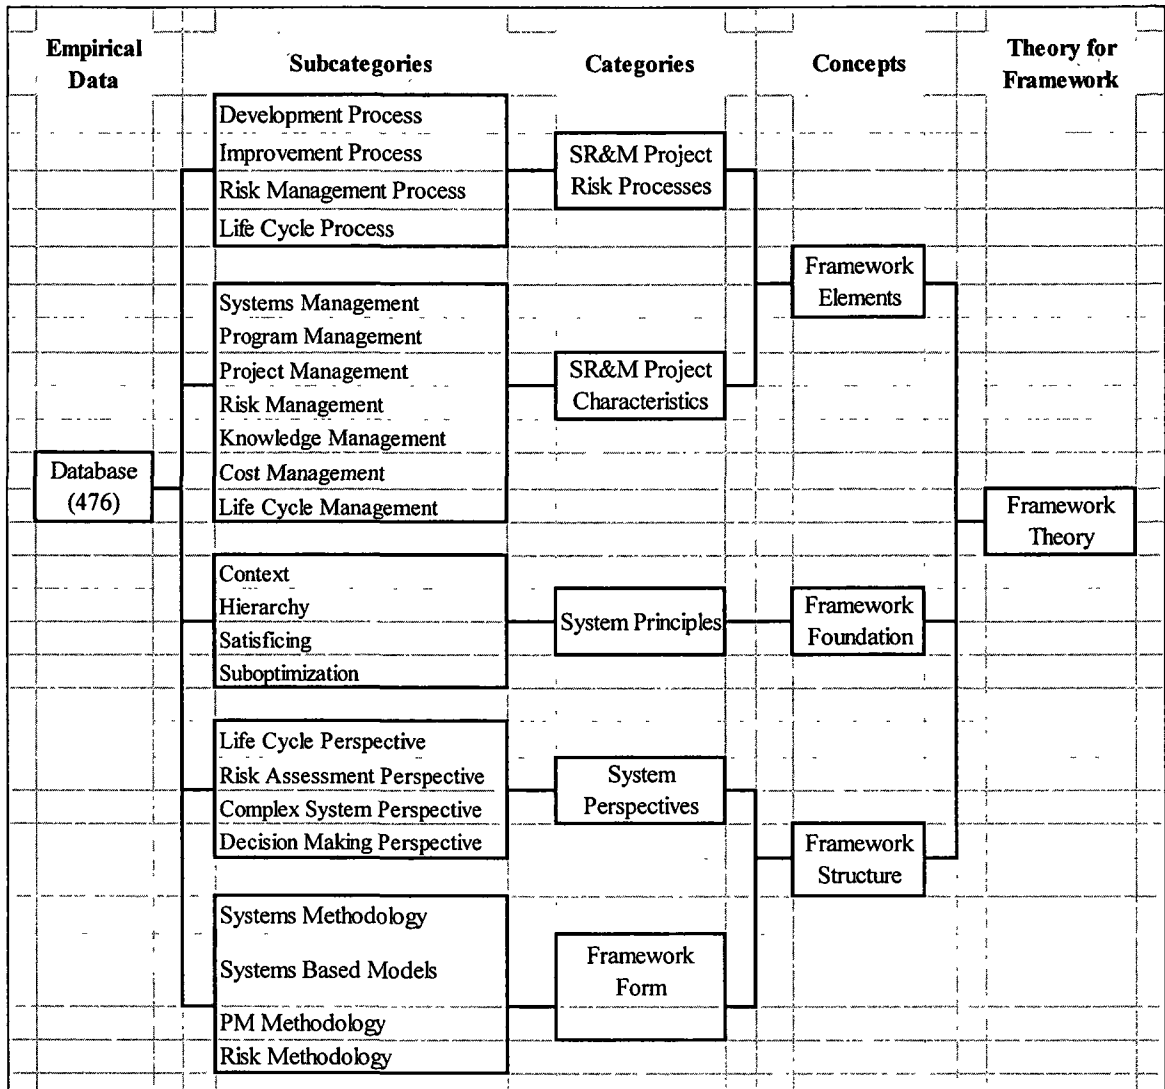 Empirical
Data
Subcategories
Categories
Concepts
Theory for
Framework
Development Process
Improvement Process
Risk Management Process
Life Cycle Process
SR&M Project
Risk Processes
Framework
Elements
Systems Management
Program Management
Project Management
Risk Management
Knowledge Management
Cost Management
Life Cycle Management
SR&M Project
Characteristics
Database
(476)
Framework
Theory
Context
Hierarchy
Satisficing
Suboptimization
System Principles
Framework
Foundation
Life Cycle Perspective
Risk Assessment Perspective
Complex System Perspective
Decision Making Perspective
System
Perspectives
Framework
Structure
Systems Methodology
Systems Based Models
PM Methodology
Risk Methodology
Framework
Form